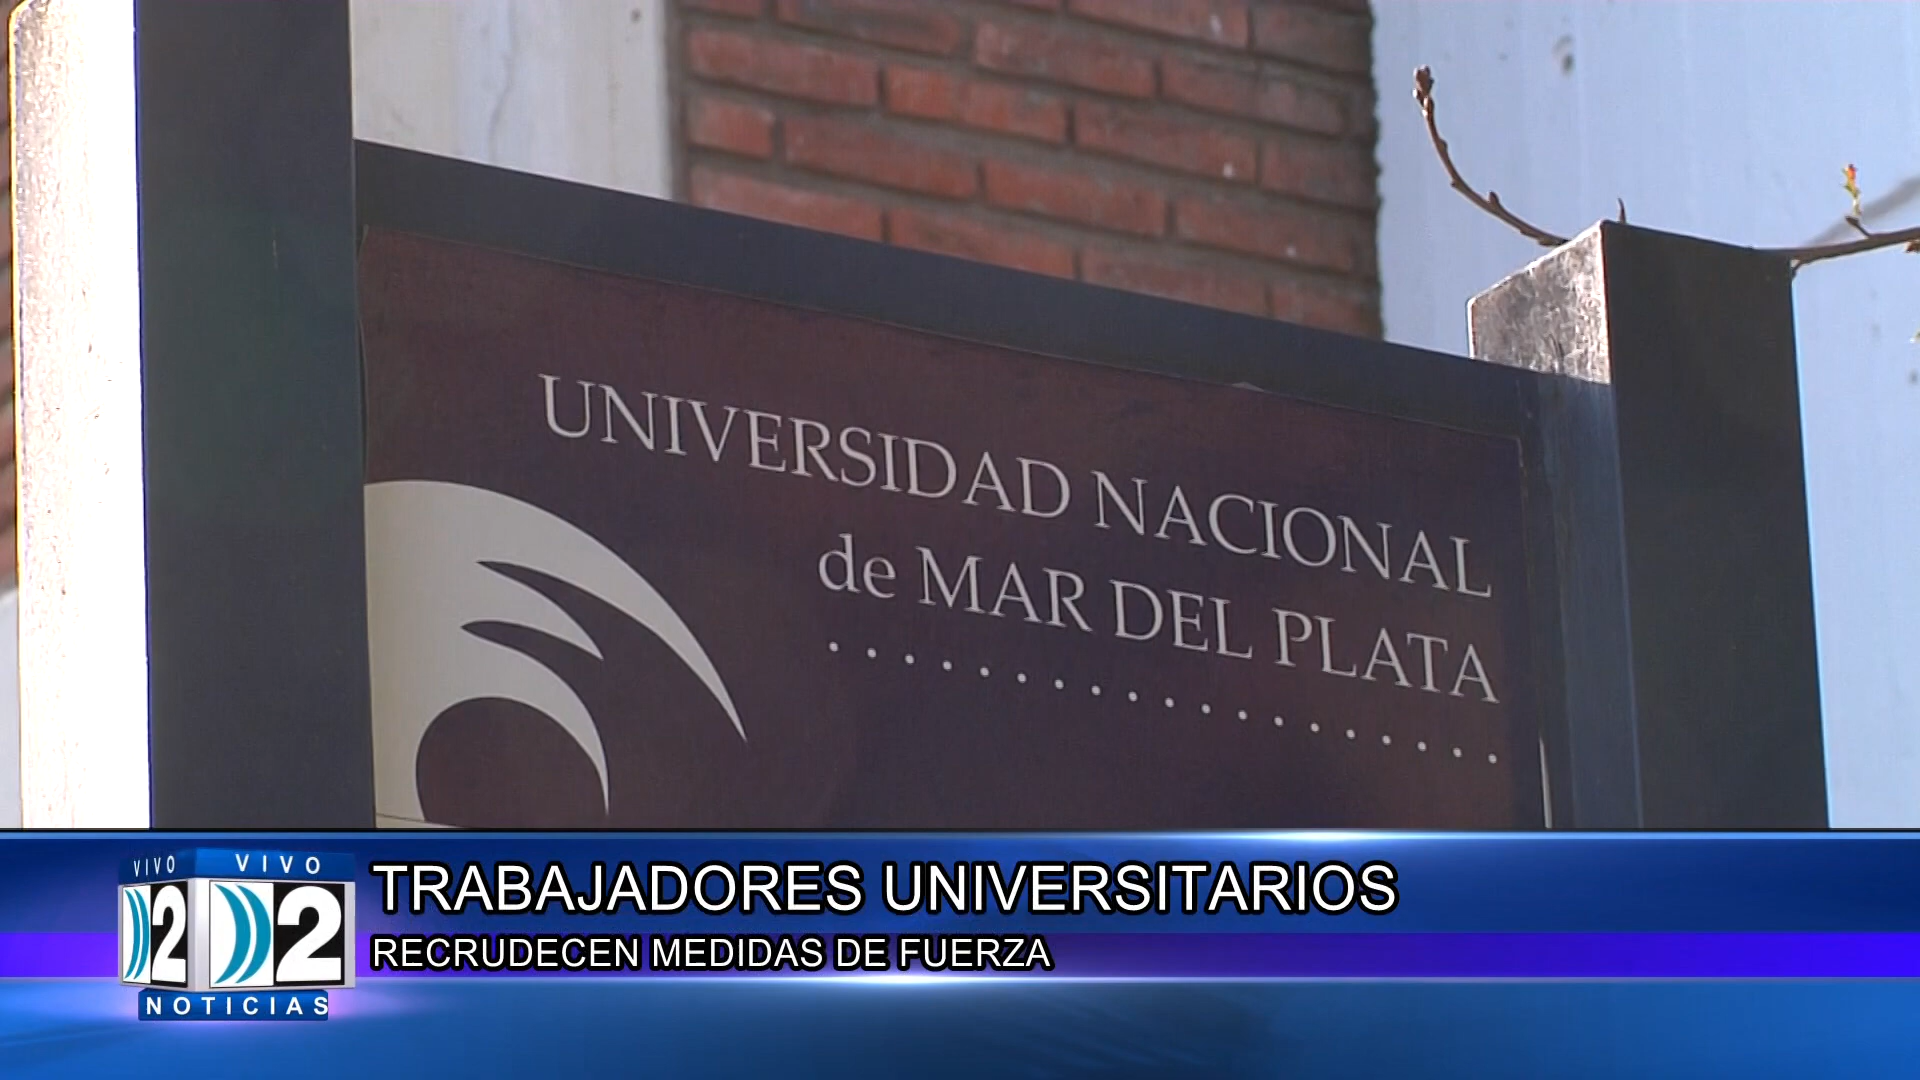 UNIVERSIDAD NACIONAL
de MAR DEL PLATA
TRABAJADORES UNIVERSITARIOS
RECRUDECEN MEDIDAS DE FUERZA
VIVO VIVO
2 2
NOTICIAS